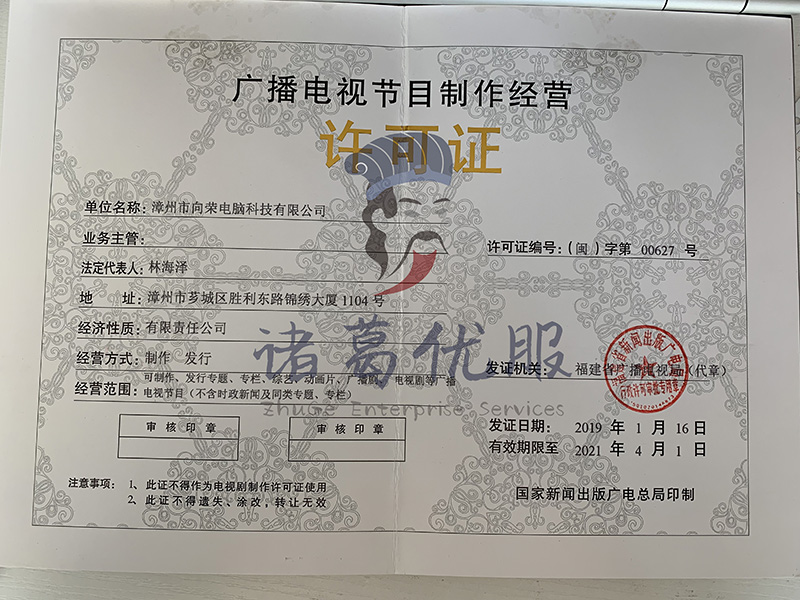 广播电视节目制作经营
许可证
单位名称：漳州市向荣电脑科技有限公司
业务主管：
法定代表人：林海泽
地 址：漳州市芗城区胜利东路锦绣大厦1104号
经济性质：有限责任公司
经营方式：制作 发行
经营范围：可制作、发行专题、专栏、综艺、动画片、广播剧、电视剧等广播
电视节目（不含时政新闻及同类专题、专栏）
审核印章
审核印章
注意事项：1、此证不得作为电视剧制作许可证使用
2、此证不得遗失、涂改，转让无效
许可证编号：（闽）字第 00627 号
发证机关：福建省广播电视局（代章）
发证日期：2019 年 1 月 16 日
有效期限至 2021 年 4 月 1 日
国家新闻出版广电总局印制
诸葛优服
ZhuGe Enterprise Services
行政许可审批专用章